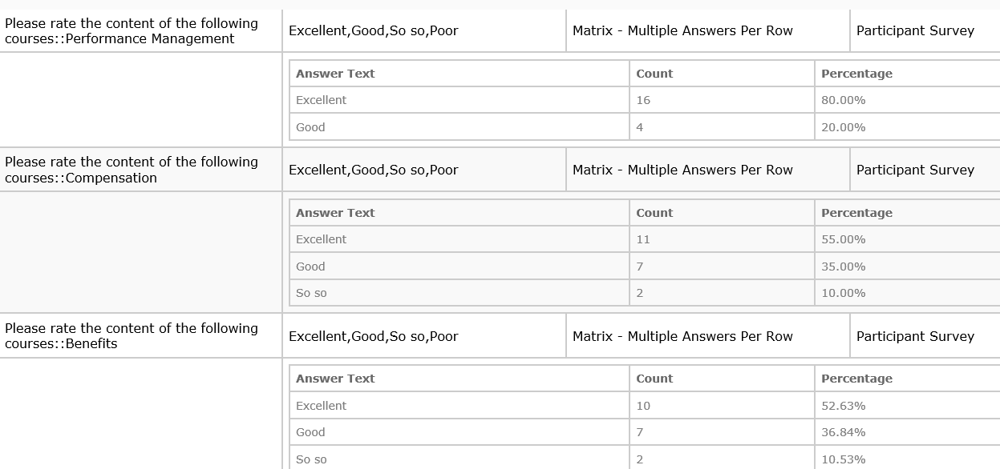 Please rate the content of the following
courses::Performance Management
Excellent,Good,So so,Poor
Matrix - Multiple Answers Per Row
Participant Survey
Answer Text Count Percentage
Excellent 16 80.00%
Good 4 20.00%
Please rate the content of the following
courses::Compensation
Excellent,Good,So so,Poor
Matrix - Multiple Answers Per Row
Participant Survey
Answer Text Count Percentage
Excellent 11 55.00%
Good 7 35.00%
So so 2 10.00%
Please rate the content of the following
courses::Benefits
Excellent,Good,So so,Poor
Matrix - Multiple Answers Per Row
Participant Survey
Answer Text Count Percentage
Excellent 10 52.63%
Good 7 36.84%
So so 2 10.53%